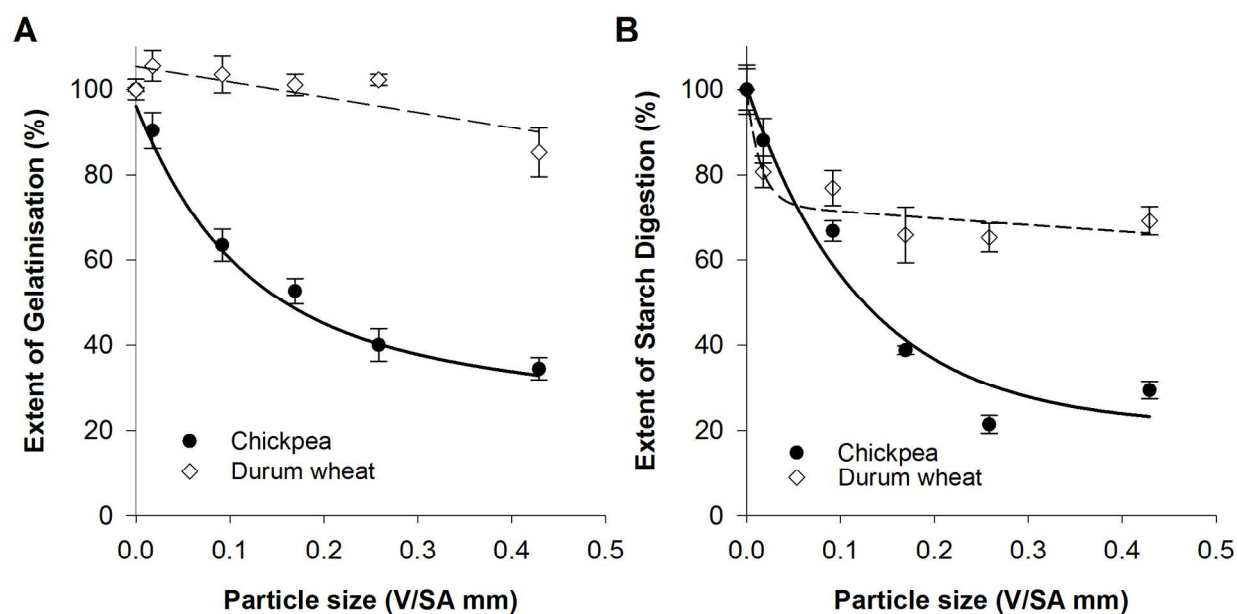 A
Extent of Gelatinisation (%)
100
80
60
40
20
0
Chickpea
Durum wheat
0.0 0.1 0.2 0.3 0.4 0.5
Particle size (V/SA mm)
B
Extent of Starch Digestion (%)
100
80
60
40
20
0
Chickpea
Durum wheat
0.0 0.1 0.2 0.3 0.4 0.5
Particle size (V/SA mm)